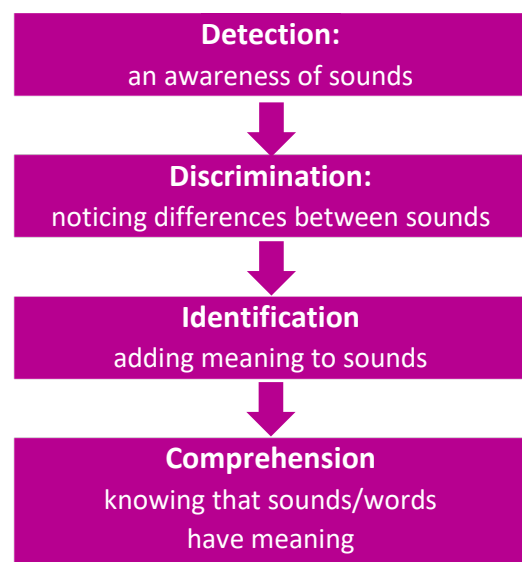 Detection:
an awareness of sounds
Discrimination:
noticing differences between sounds
Identification
adding meaning to sounds
Comprehension
knowing that sounds/words
have meaning